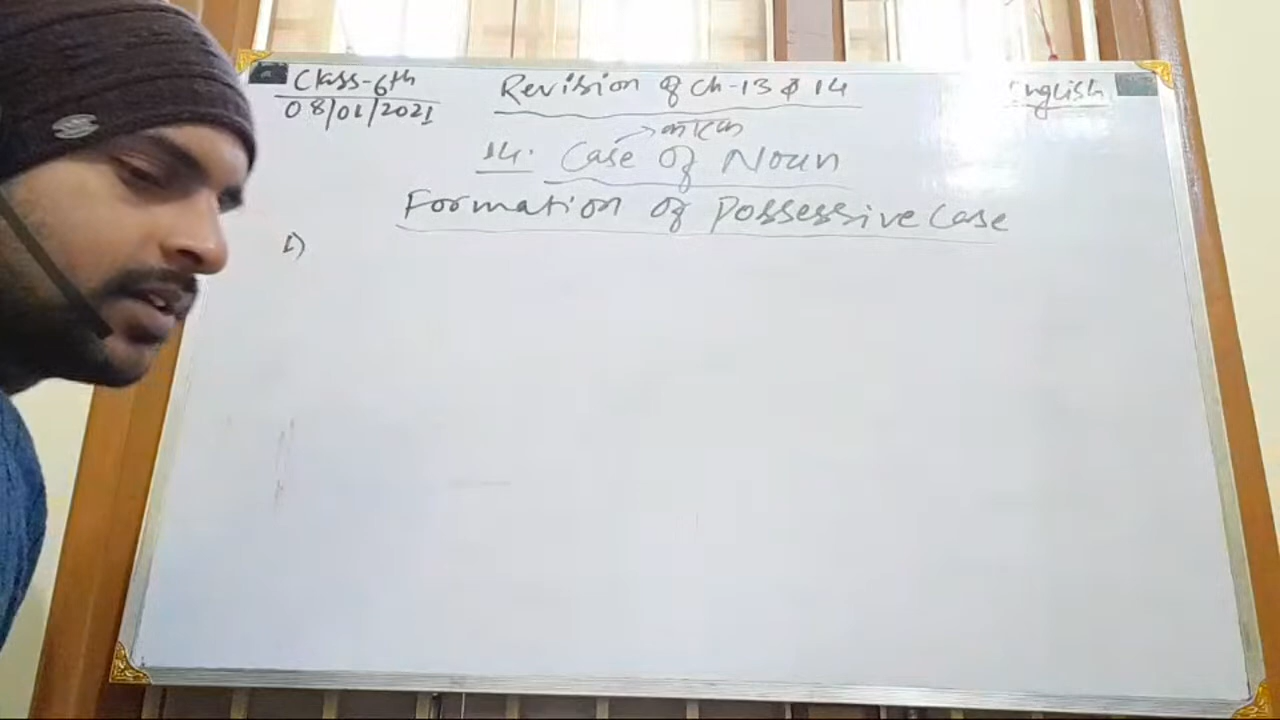 Class-6th
08/01/2021
Revision of Ch-13 & 14
English
→कारक
14. Case of Noun
Formation of Possessive Case
1)